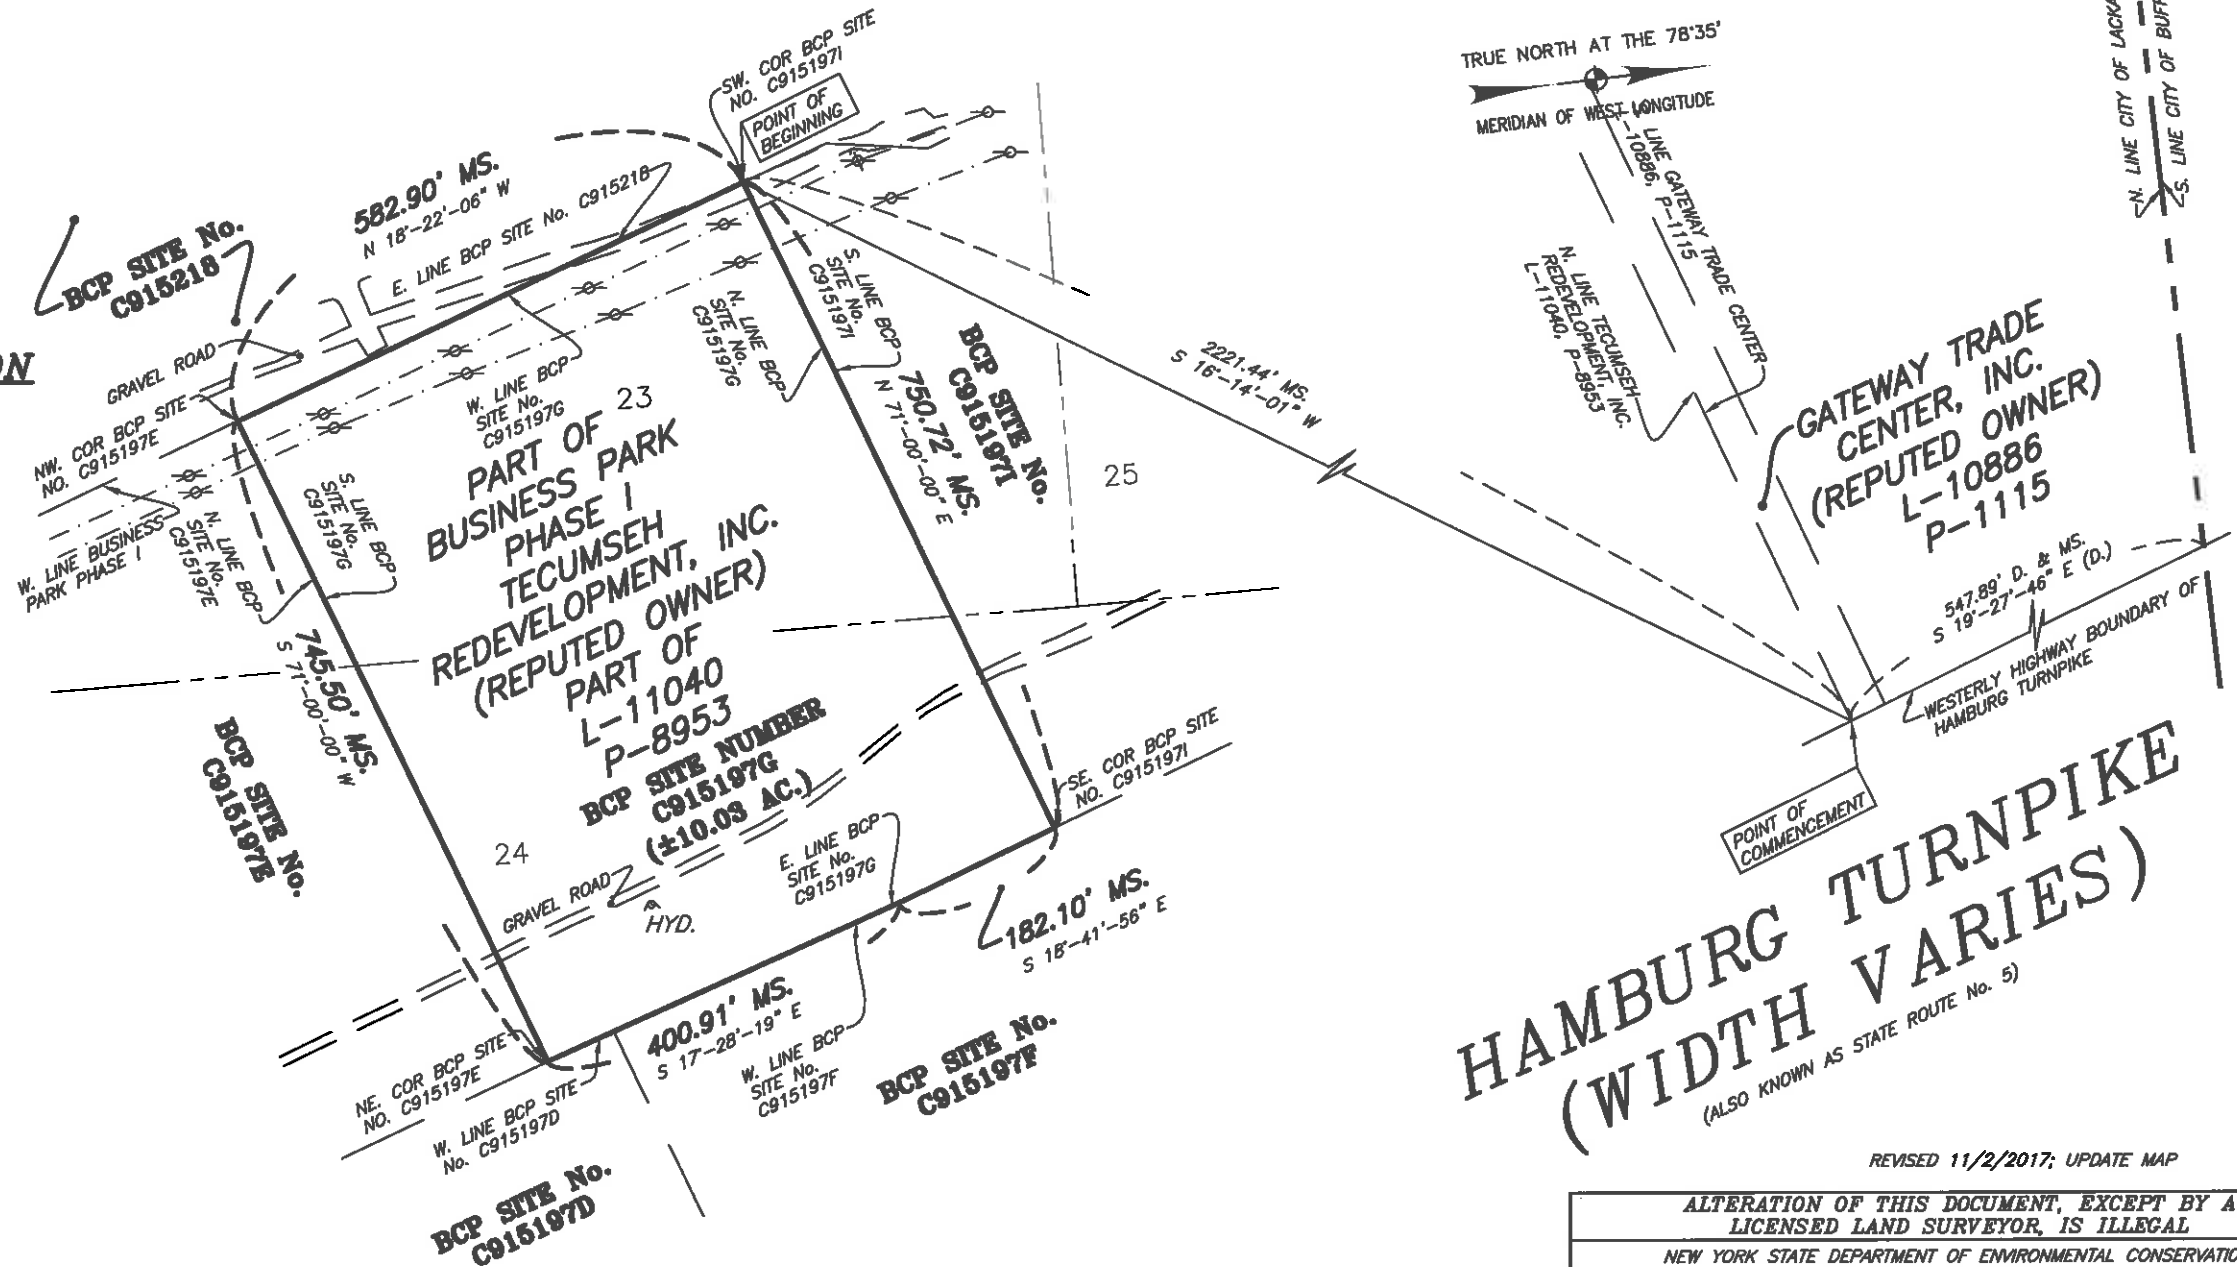 SW. COR BCP SITE
NO. C915197I
POINT OF
BEGINNING
582.90' MS.
N 18°-22'-06" W
E. LINE BCP SITE No. C915218
BCP SITE No.
C915218
ON
GRAVEL ROAD
NW. COR BCP SITE
NO. C915197E
W. LINE BUSINESS
PARK PHASE I
N. LINE BCP
SITE No.
C915197E
S. LINE BCP
SITE No.
C915197G
W. LINE BCP
SITE No.
C915197G
N. LINE BCP
SITE No.
C915197G
S. LINE BCP
SITE No.
C915197I
750.72' MS.
N 71°-00'-00" E
BCP SITE No.
C915197I
23
25
24
PART OF
BUSINESS PARK
PHASE I
TECUMSEH
REDEVELOPMENT, INC.
(REPUTED OWNER)
PART OF
L-11040
P-8953
BCP SITE NUMBER
C915197G
(±10.03 AC.)
745.50' MS.
S 71°-00'-00" W
BCP SITE No.
C915197E
GRAVEL ROAD
HYD.
E. LINE BCP
SITE No.
C915197G
SE. COR BCP SITE
NO. C915197I
182.10' MS.
S 18°-41'-56" E
400.91' MS.
S 17°-28'-19" E
W. LINE BCP
SITE No.
C915197F
BCP SITE No.
C915197F
NE. COR BCP SITE
NO. C915197E
W. LINE BCP SITE
No. C915197D
BCP SITE No.
C915197D
2221.44' MS.
S 16°-14'-01" W
TRUE NORTH AT THE 78°35'
MERIDIAN OF WEST LONGITUDE
LINE GATEWAY TRADE CENTER
L-10886, P-1115
N. LINE TECUMSEH
REDEVELOPMENT, INC.
L-11040, P-8953
GATEWAY TRADE
CENTER, INC.
(REPUTED OWNER)
L-10886
P-1115
N. LINE CITY OF
S. LINE CITY OF
547.89' D. & MS.
S 19°-27'-46" E (D.)
WESTERLY HIGHWAY BOUNDARY OF
HAMBURG TURNPIKE
POINT OF
COMMENCEMENT
HAMBURG TURNPIKE
(WIDTH VARIES)
(ALSO KNOWN AS STATE ROUTE No. 5)
REVISED 11/2/2017; UPDATE MAP
ALTERATION OF THIS DOCUMENT, EXCEPT BY A
LICENSED LAND SURVEYOR, IS ILLEGAL
NEW YORK STATE DEPARTMENT OF ENVIRONMENTAL